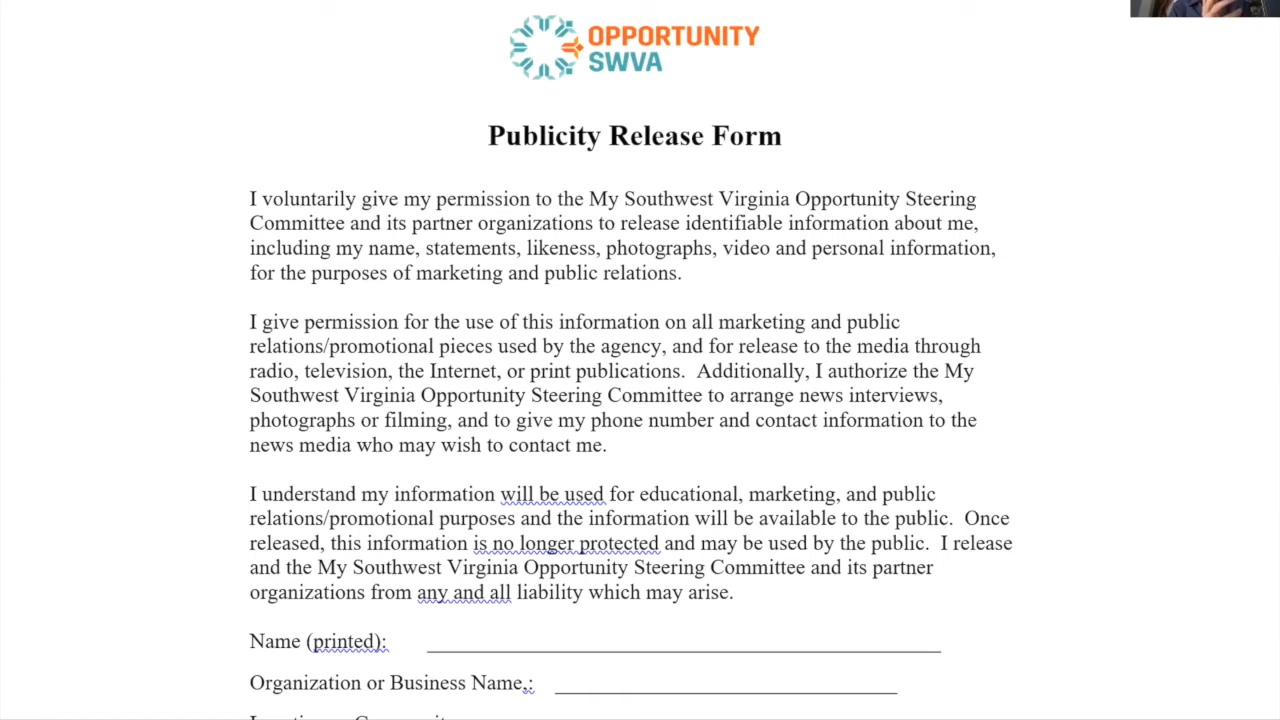 OPPORTUNITY
SWVA
Publicity Release Form
I voluntarily give my permission to the My Southwest Virginia Opportunity Steering
Committee and its partner organizations to release identifiable information about me,
including my name, statements, likeness, photographs, video and personal information,
for the purposes of marketing and public relations.
I give permission for the use of this information on all marketing and public
relations/promotional pieces used by the agency, and for release to the media through
radio, television, the Internet, or print publications.  Additionally, I authorize the My
Southwest Virginia Opportunity Steering Committee to arrange news interviews,
photographs or filming, and to give my phone number and contact information to the
news media who may wish to contact me.
I understand my information will be used for educational, marketing, and public
relations/promotional purposes and the information will be available to the public.  Once
released, this information is no longer protected and may be used by the public.  I release
and the My Southwest Virginia Opportunity Steering Committee and its partner
organizations from any and all liability which may arise.
Name (printed):
Organization or Business Name,: